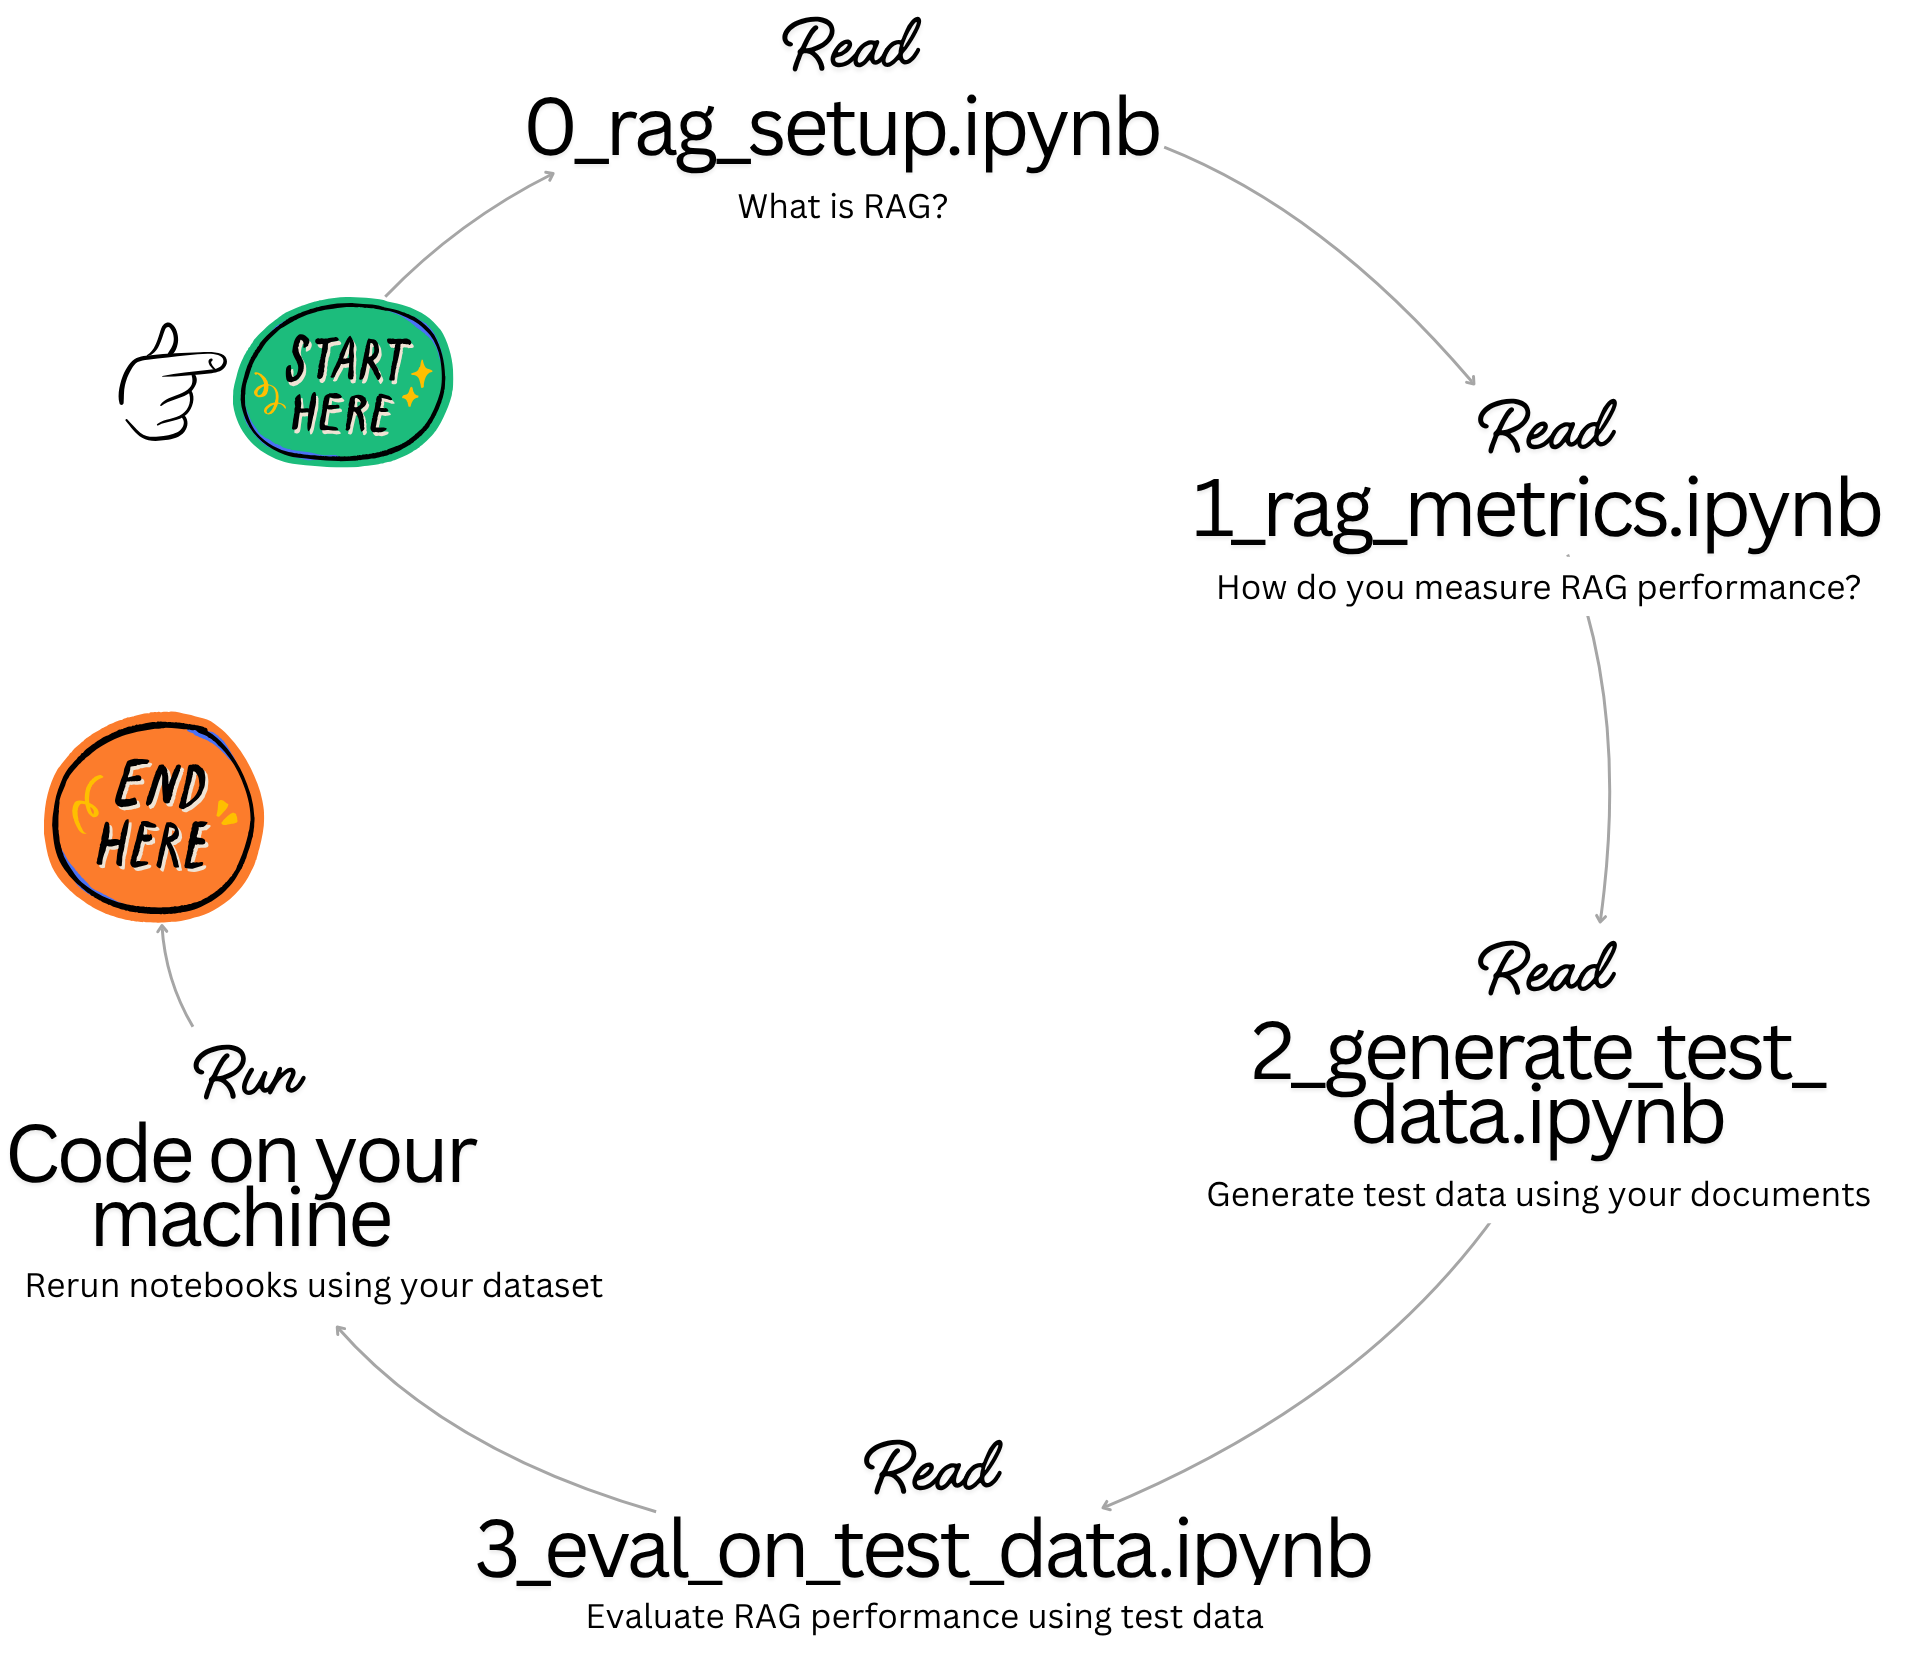 Read
0_rag_setup.ipynb
What is RAG?
START
HERE
Read
1_rag_metrics.ipynb
How do you measure RAG performance?
Read
2_generate_test_
data.ipynb
Generate test data using your documents
Read
3_eval_on_test_data.ipynb
Evaluate RAG performance using test data
Run
Code on your
machine
Rerun notebooks using your dataset
END
HERE